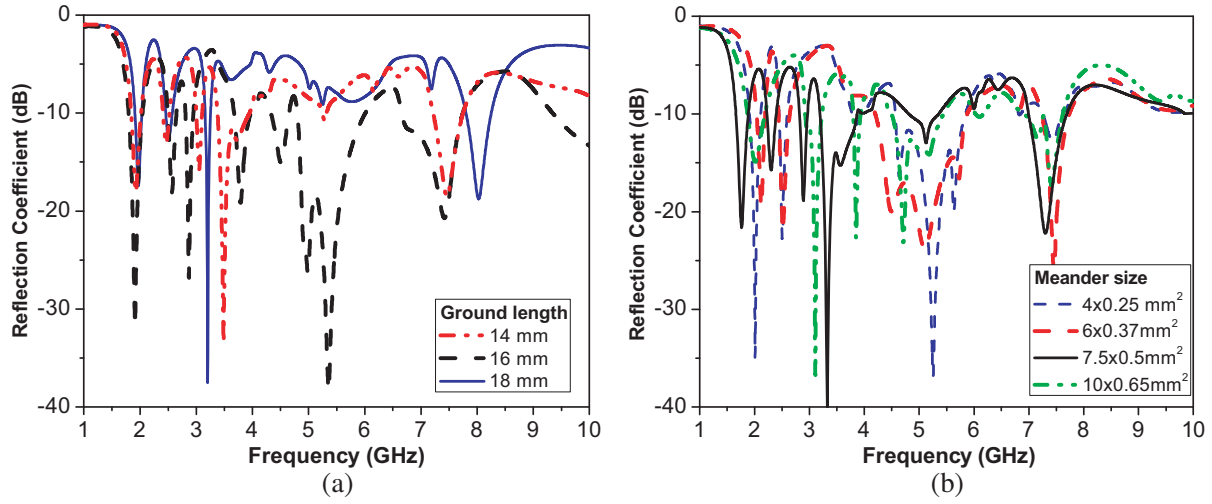 (a)
0
-10
-20
-30
-40
Reflection Coefficient (dB)
Ground length
14 mm
16 mm
18 mm
1 2 3 4 5 6 7 8 9 10
Frequency (GHz)
(a)
(b)
0
-10
-20
-30
-40
Reflection Coefficient (dB)
Meander size
4x0.25 mm²
6x0.37mm²
7.5x0.5mm²
10x0.65mm²
1 2 3 4 5 6 7 8 9 10
Frequency (GHz)
(b)